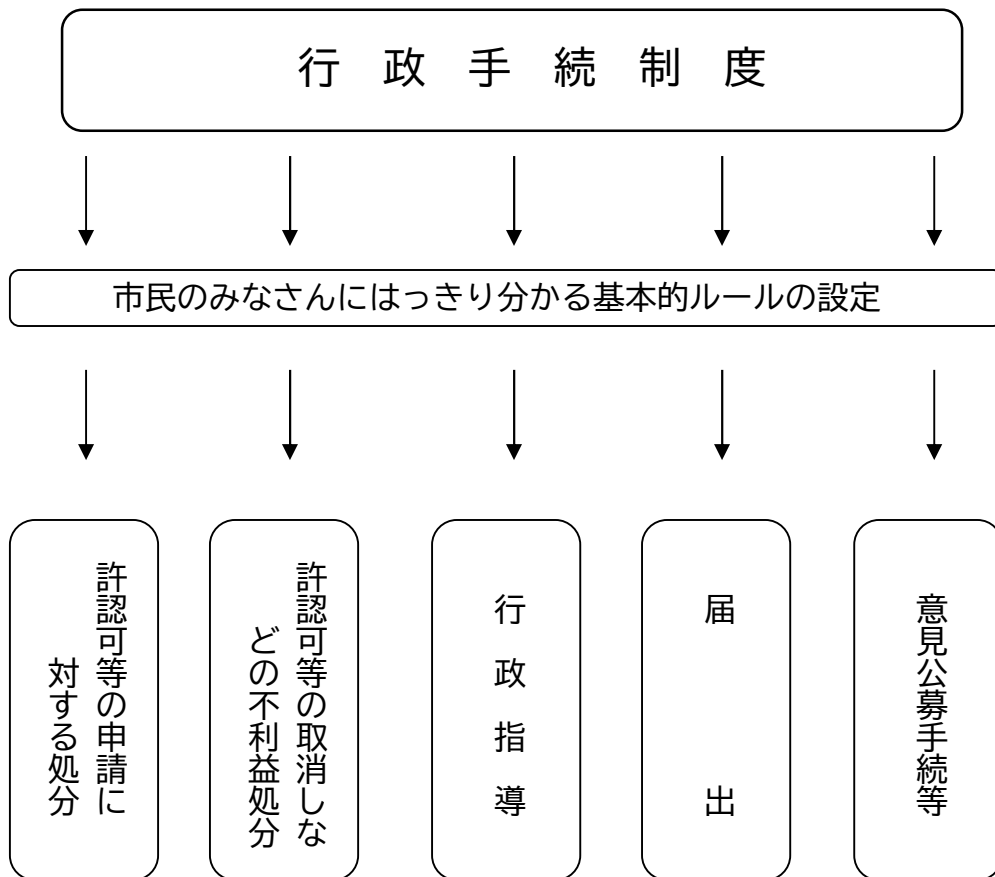 行政手続制度
市民のみなさんにはっきり分かる基本的ルールの設定
許認可等の申請に
対する処分
許認可等の取消しな
どの不利益処分
行政指導
届出
意見公募手続等